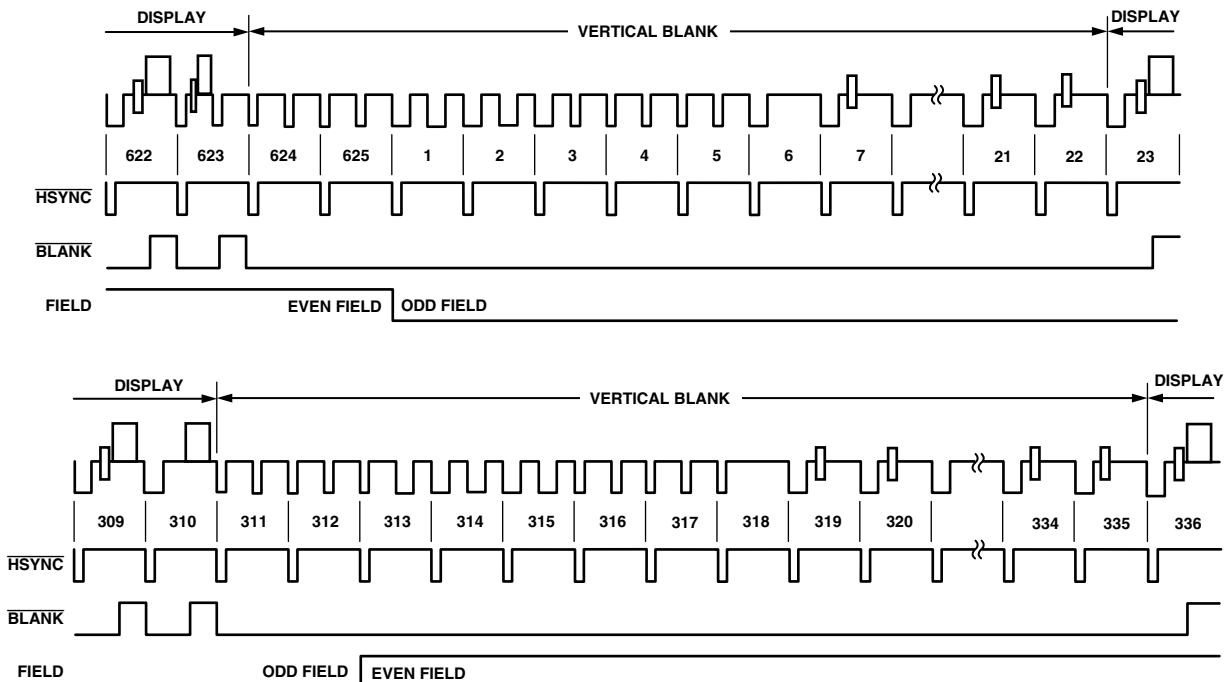 DISPLAY VERTICAL BLANK DISPLAY
622 623 624 625 1 2 3 4 5 6 7 21 22 23
HSYNC
BLANK
FIELD EVEN FIELD ODD FIELD
DISPLAY VERTICAL BLANK DISPLAY
309 310 311 312 313 314 315 316 317 318 319 320 334 335 336
HSYNC
BLANK
FIELD ODD FIELD EVEN FIELD